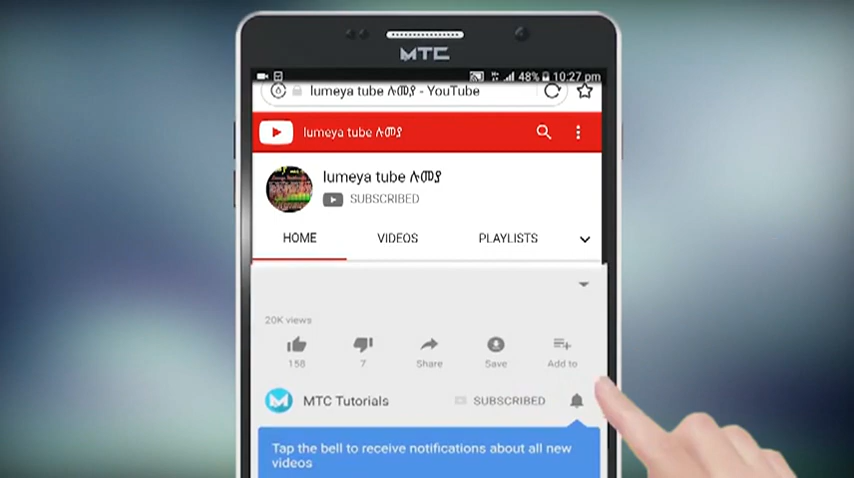 MTC
48% 10:27 pm
lumeya tube ሉመያ - YouTube
lumeya tube ሉመያ
lumeya tube ሉመያ
SUBSCRIBED
HOME VIDEOS PLAYLISTS
20K views
158 7 Share Save Add to
MTC Tutorials SUBSCRIBED
Tap the bell to receive notifications about all new
videos